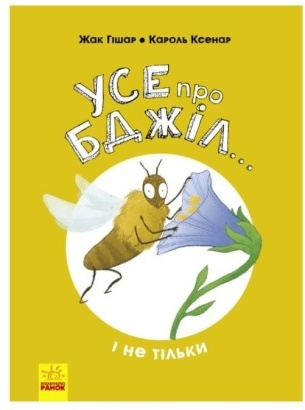 Жак Гішар • Кароль Ксенар
УСЕ про
БДЖІЛ...
і не тільки
РАНОК